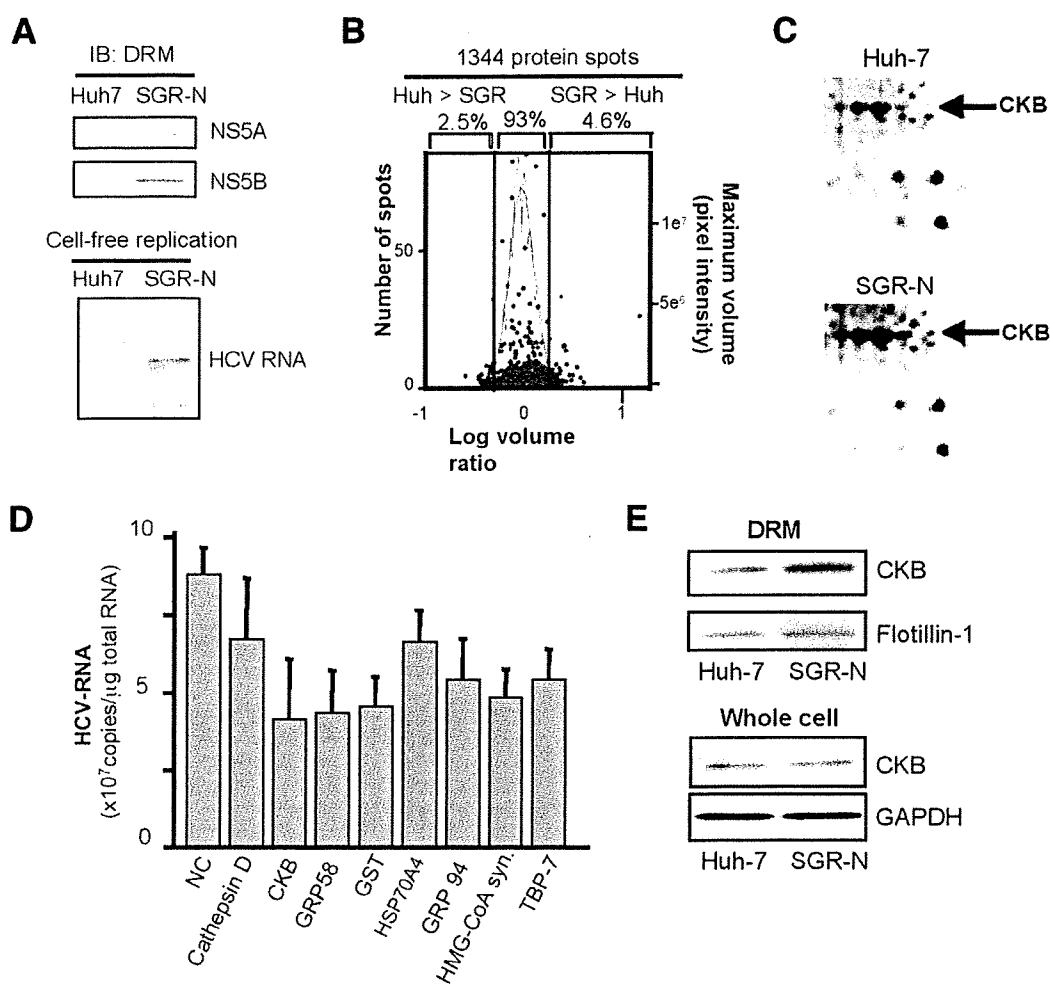 A
IB: DRM
Huh7 SGR-N
NS5A
NS5B
Cell-free replication
Huh7 SGR-N
HCV RNA
B
1344 protein spots
Huh > SGR SGR > Huh
2.5% 93% 4.6%
Number of spots
50
0
-1 0 1
Log volume
ratio
1e⁷
5e⁶
Maximum volume
(pixel intensity)
C
Huh-7
CKB
SGR-N
CKB
D
HCV-RNA
(x10⁷copies/μg total RNA)
10
5
0
NC
Cathepsin D
CKB
GRP58
GST
HSP70A4
GRP 94
HMG-CoA syn.
TBP-7
E
DRM
CKB
Flotillin-1
Huh-7 SGR-N
Whole cell
CKB
GAPDH
Huh-7 SGR-N